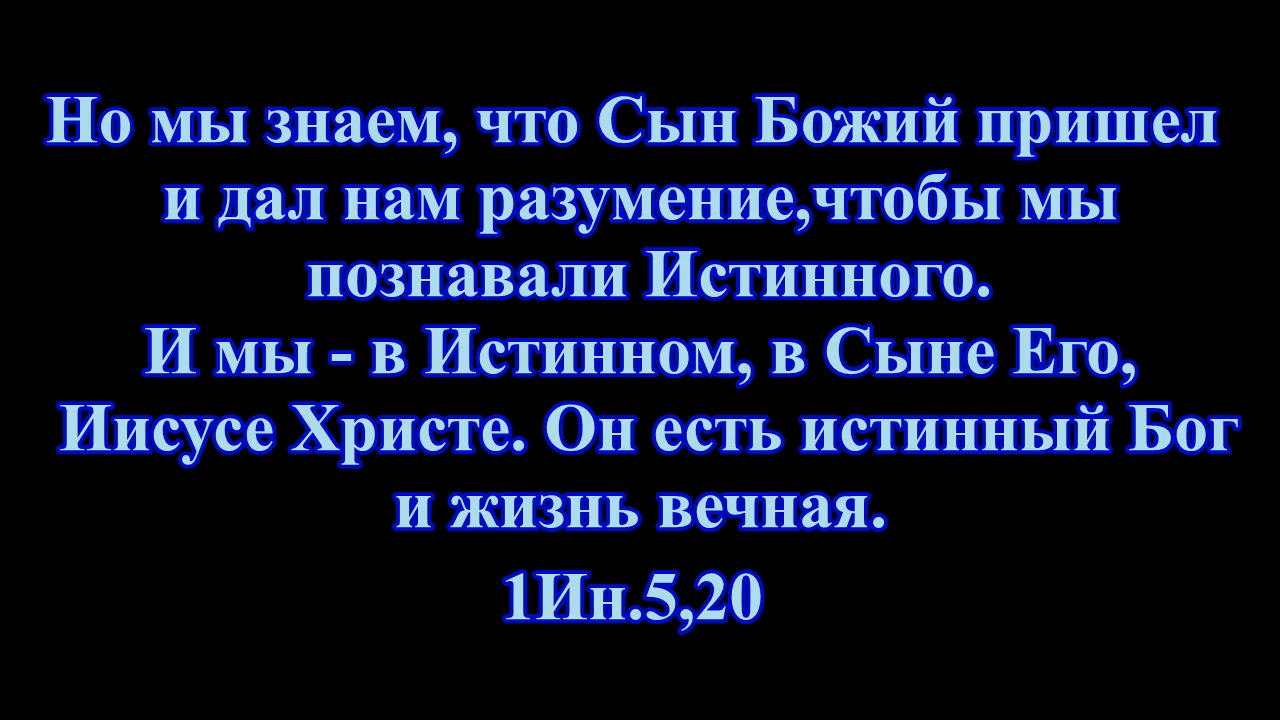 Но мы знаем, что Сын Божий пришел
и дал нам разумение,чтобы мы
познавали Истинного.
И мы - в Истинном, в Сыне Его,
Иисусе Христе. Он есть истинный Бог
и жизнь вечная.
1Ин.5,20